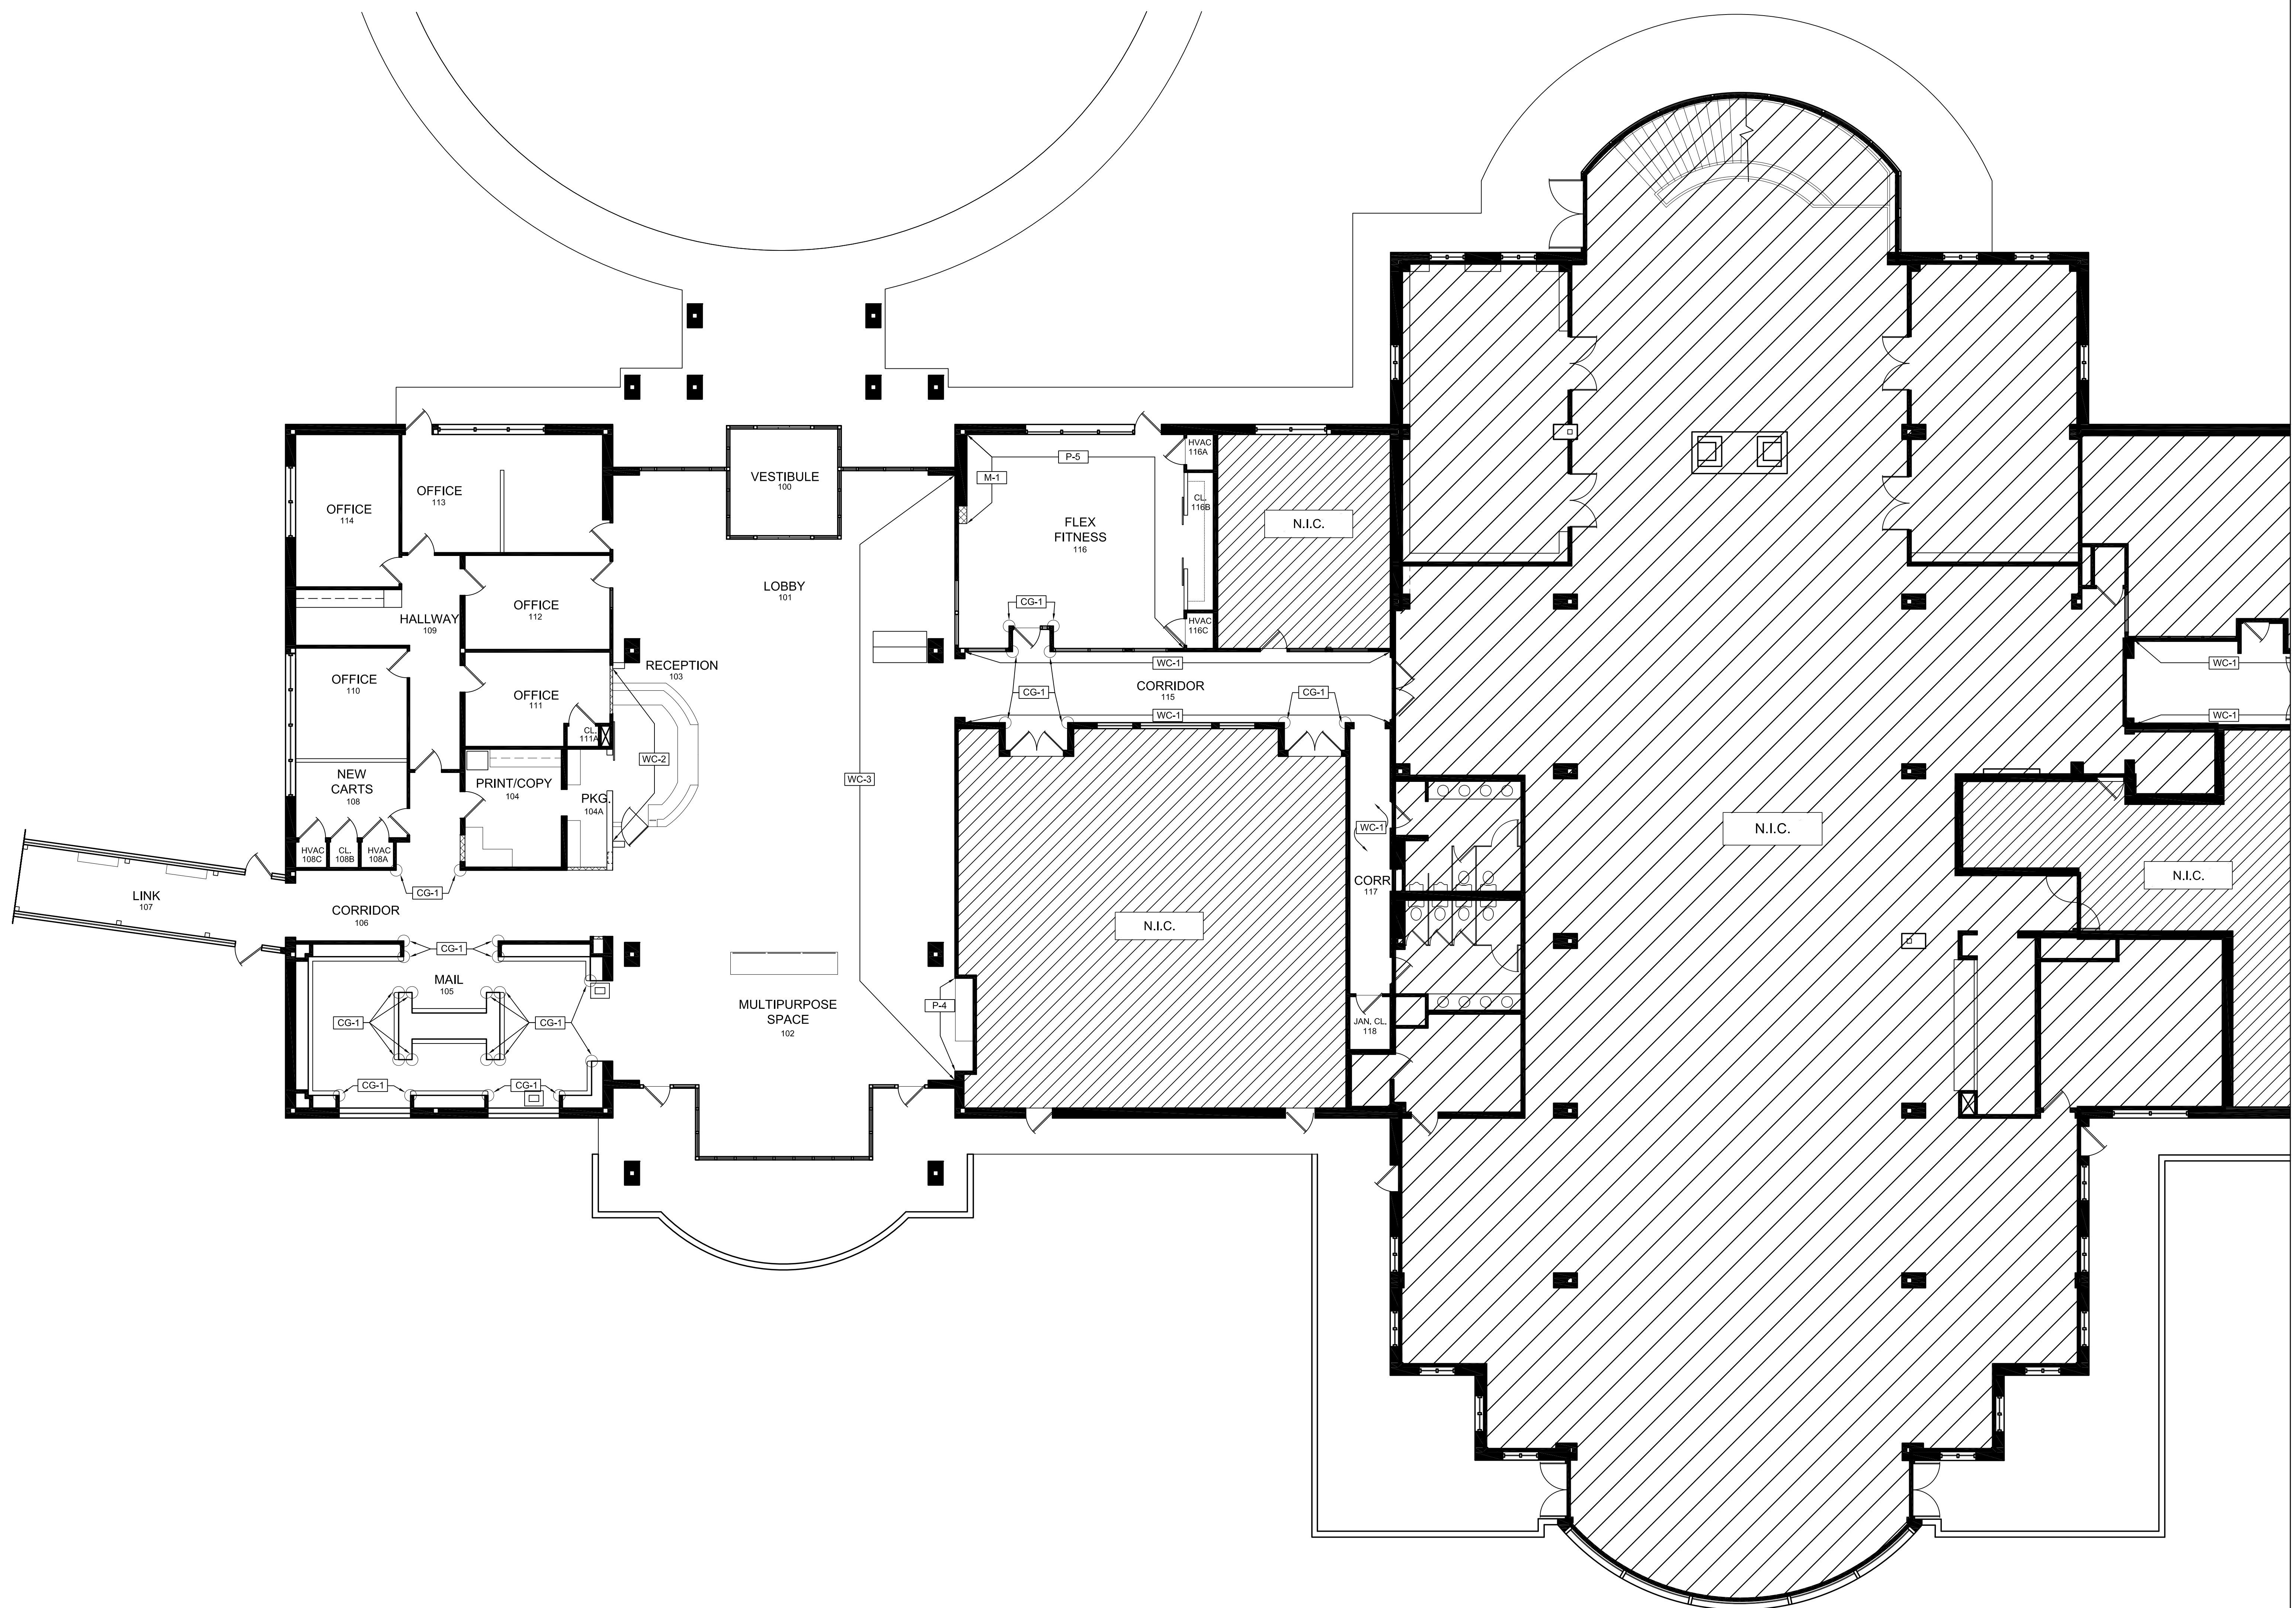 OFFICE
114
OFFICE
113
VESTIBULE
100
P-5
M-1
HVAC
116A
CL.
116B
FLEX
FITNESS
116
N.I.C.
LOBBY
101
CG-1
HVAC
116C
OFFICE
112
HALLWAY
109
RECEPTION
103
OFFICE
110
OFFICE
111
CL.
111A
WC-1
CORRIDOR
115
CG-1
CG-1
WC-1
WC-1
WC-1
NEW
CARTS
108
PRINT/COPY
104
WC-2
PKG.
104A
WC-3
HVAC
108C
CL.
108B
HVAC
108A
WC-1
N.I.C.
N.I.C.
LINK
107
CG-1
CORRIDOR
106
CORR
117
N.I.C.
CG-1
MAIL
105
CG-1
CG-1
MULTIPURPOSE
SPACE
102
P-4
JAN. CL.
118
CG-1
CG-1